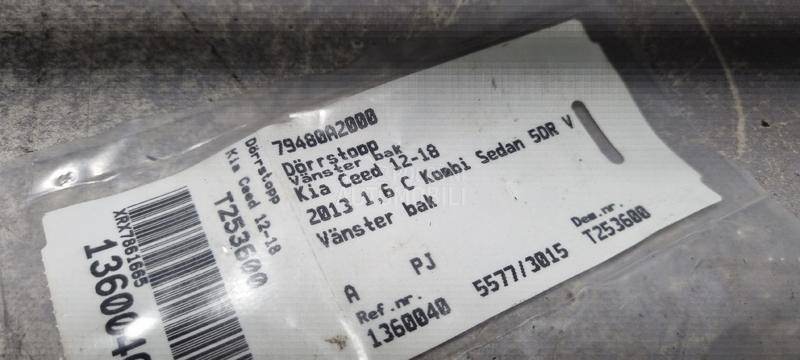 79480A2000
Dörrstopp
Vänster bak
Kia Ceed 12-18
2013 1,6 C Kombi Sedan 5DR V
Vänster bak
A PJ
Ref.nr. Dem.nr.
1360040 5577/3015 T253600
Dörrstopp
Kia Ceed 12-18
T253600
XRX7861665
1360040